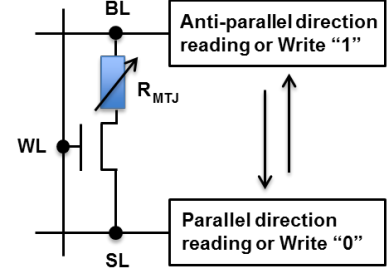 BL
Anti-parallel direction
reading or Write “1”
R_MTJ
WL
Parallel direction
reading or Write “0”
SL